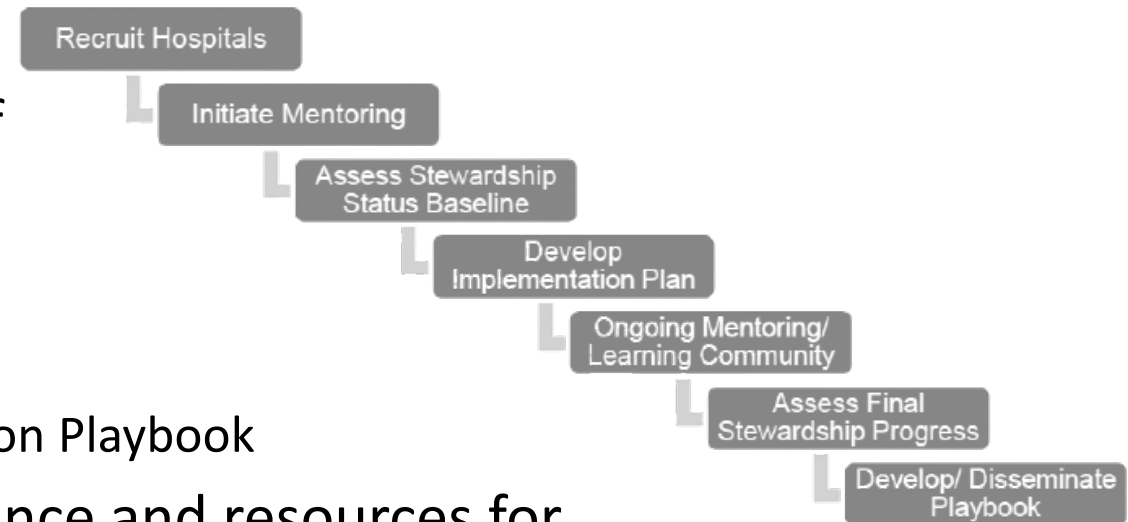 Recruit Hospitals
Initiate Mentoring
Assess Stewardship
Status Baseline
Develop
Implementation Plan
Ongoing Mentoring/
Learning Community
Assess Final
Stewardship Progress
on Playbook
Develop/ Disseminate
Playbook
and resources for